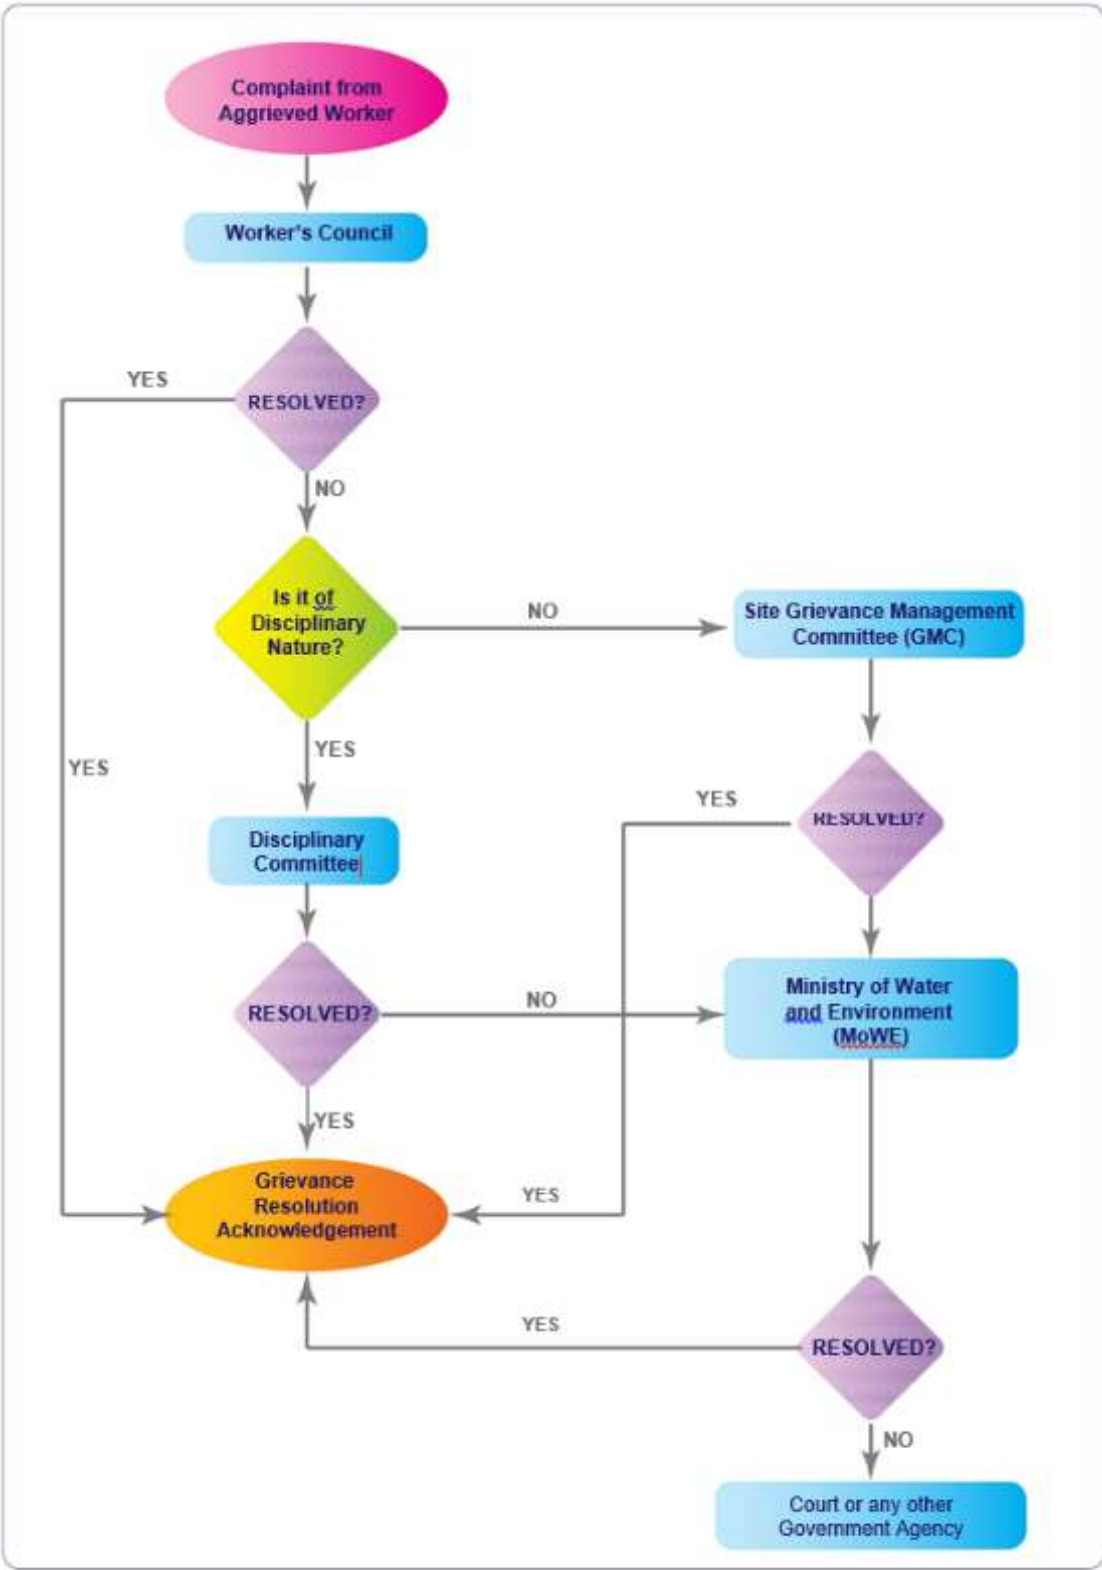 Complaint from
Aggrieved Worker
Worker's Council
YES
RESOLVED?
NO
Is it of
Disciplinary
Nature?
NO
Site Grievance Management
Committee (GMC)
YES
YES
YES
RESOLVED?
Disciplinary
Committee
RESOLVED?
NO
Ministry of Water
and Environment
(MoWE)
YES
Grievance
Resolution
Acknowledgement
YES
YES
RESOLVED?
NO
Court or any other
Government Agency